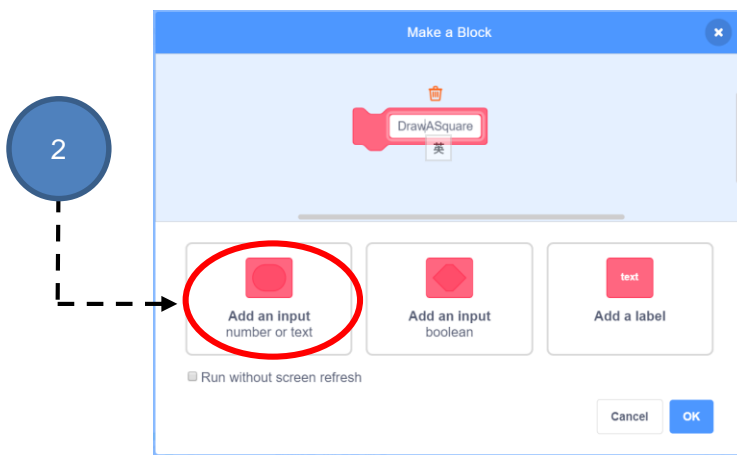 Make a Block
2
DrawASquare
英
text
Add an input
number or text
Add an input
boolean
Add a label
Run without screen refresh
Cancel
OK